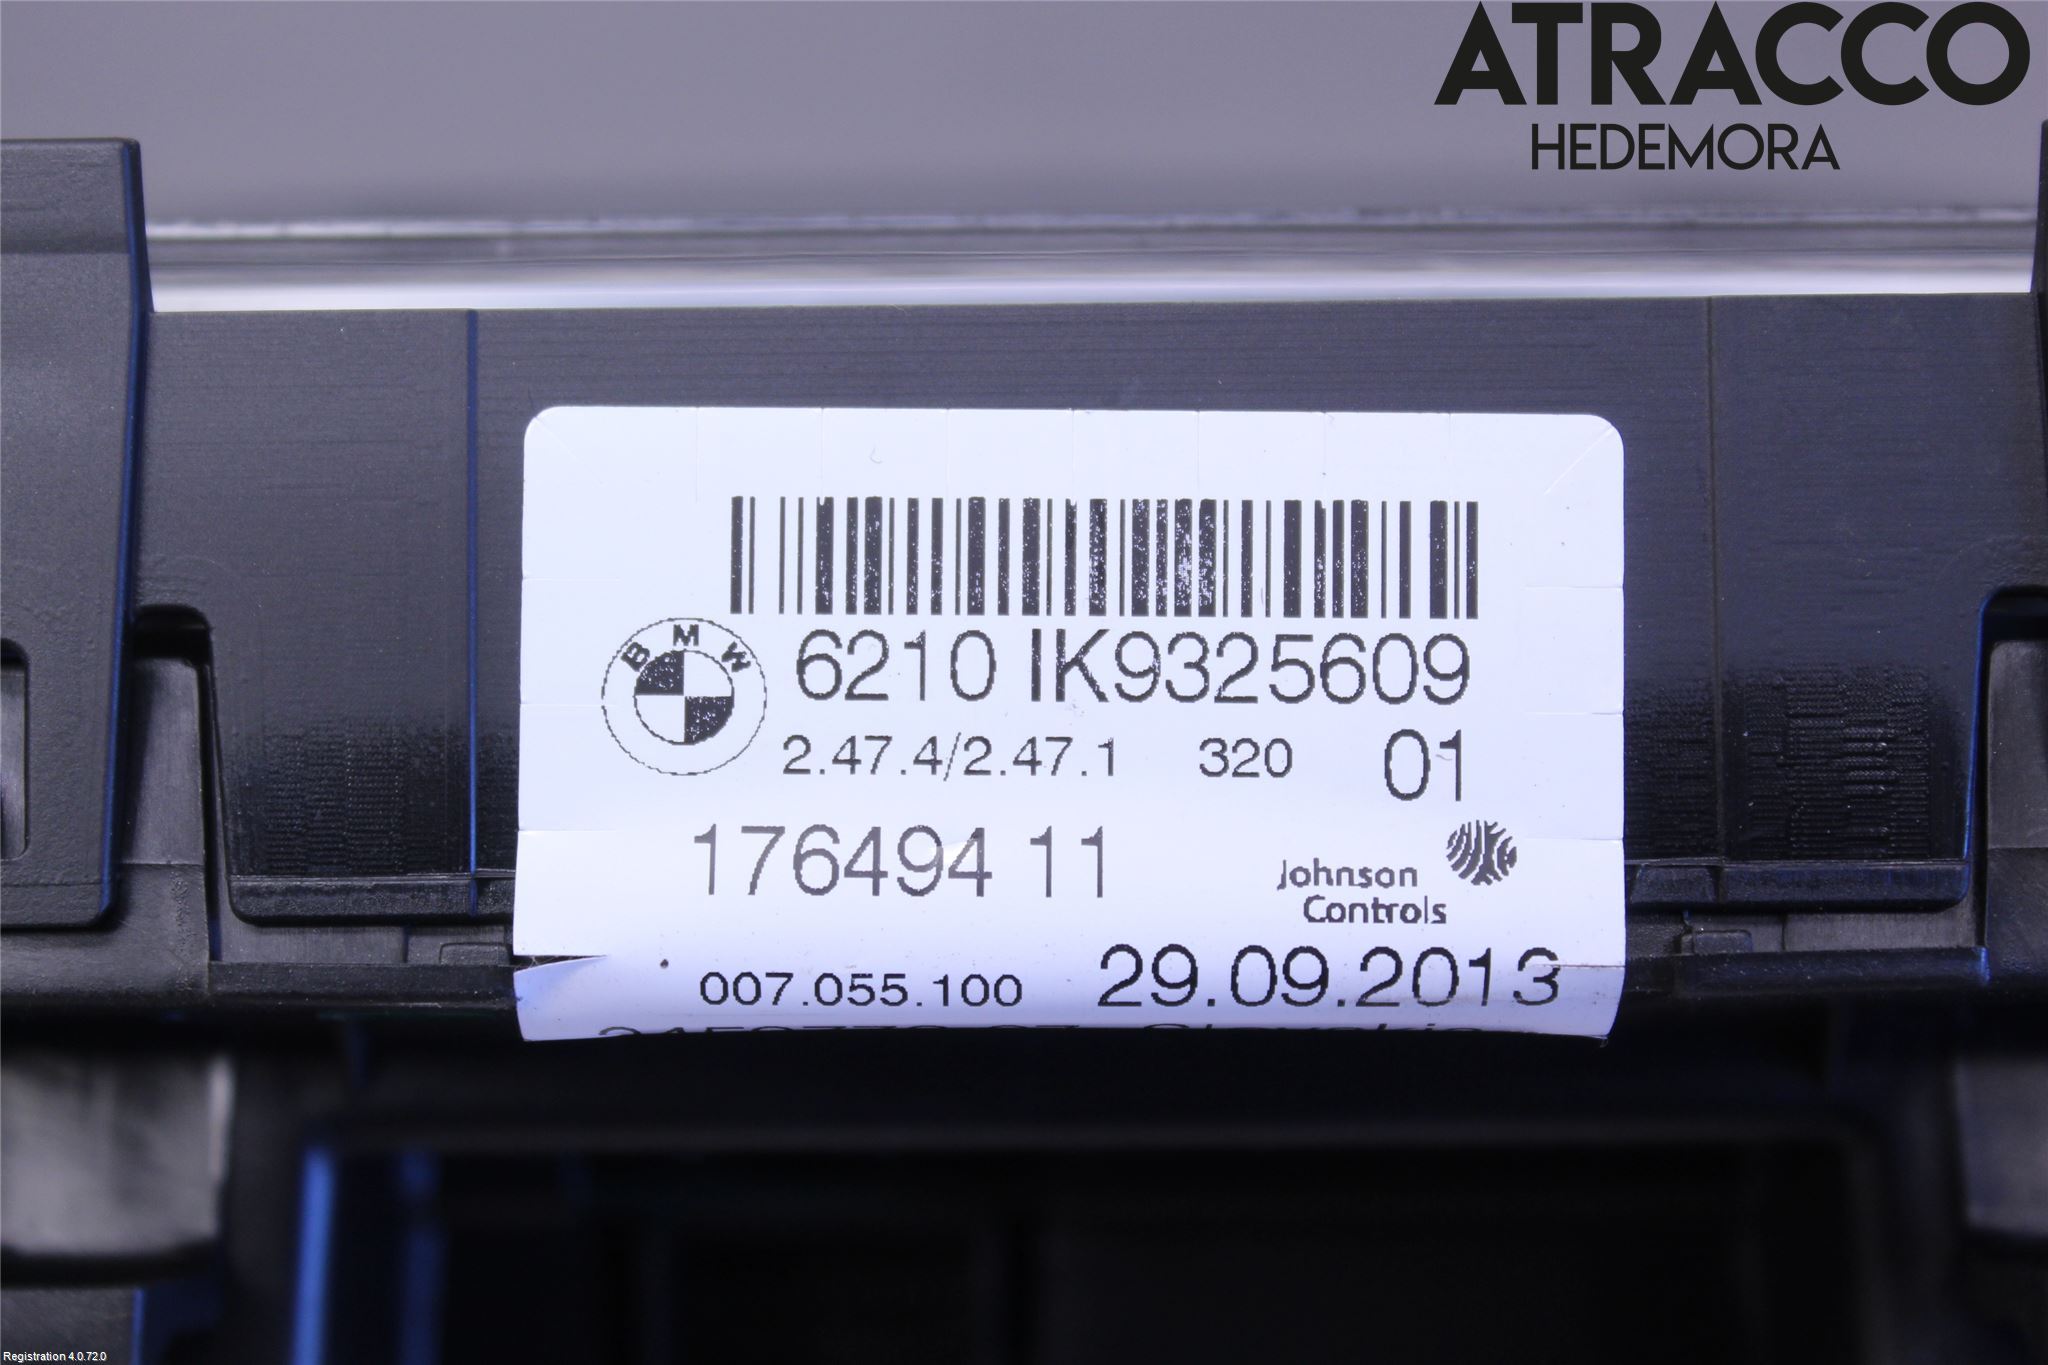 ATRACCO
HEDEMORA
BMW
6210 IK9325609
2.47.4/2.47.1 320 01
176494 11
Johnson
Controls
007.055.100 29.09.2013
Registration 4.0.72.0